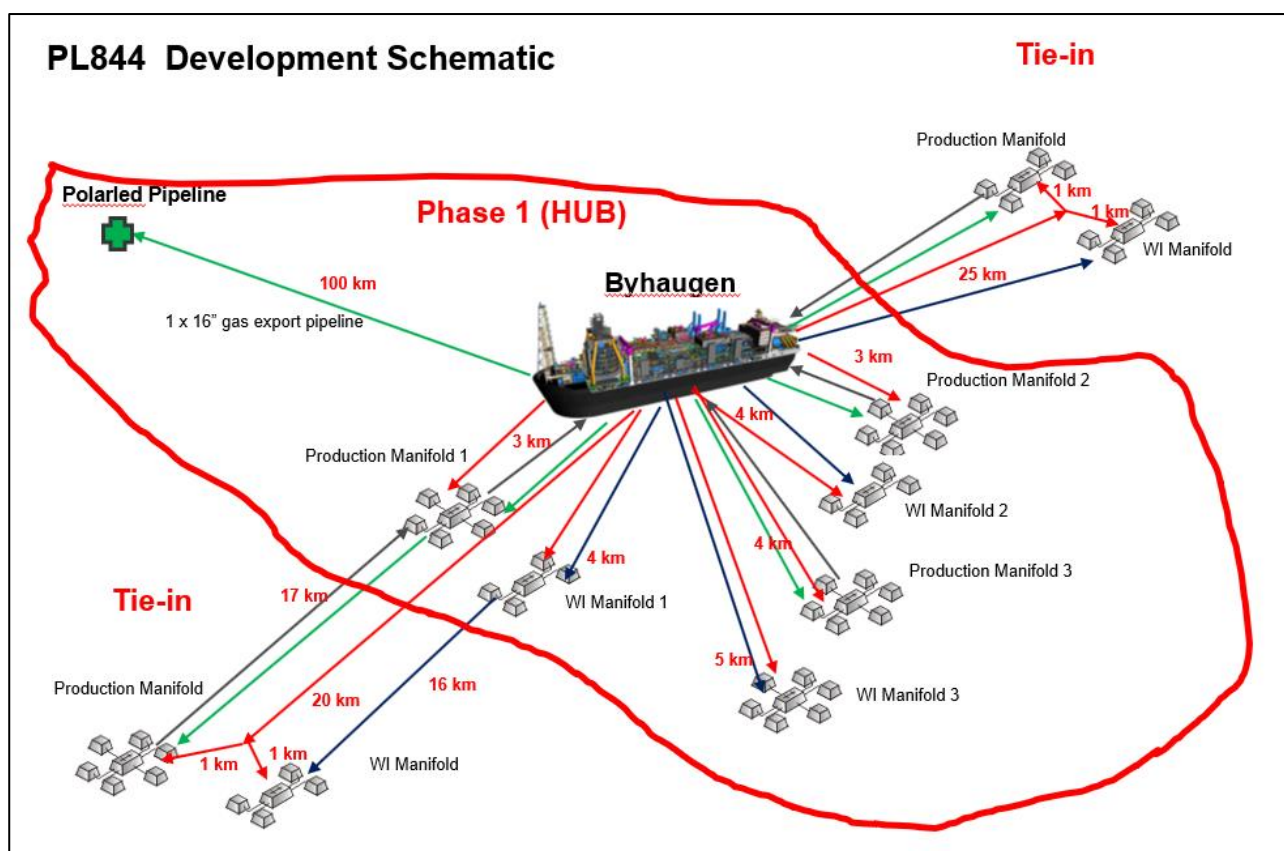 PL844 Development Schematic
Tie-in
Production Manifold
Polarled Pipeline
Phase 1 (HUB)
1 km
1 km
WI Manifold
25 km
100 km
Byhaugen
1 x 16" gas export pipeline
3 km
Production Manifold 2
4 km
3 km
Production Manifold 1
WI Manifold 2
4 km
4 km
Production Manifold 3
Tie-in
17 km
WI Manifold 1
5 km
Production Manifold
20 km
16 km
WI Manifold 3
1 km
1 km
WI Manifold